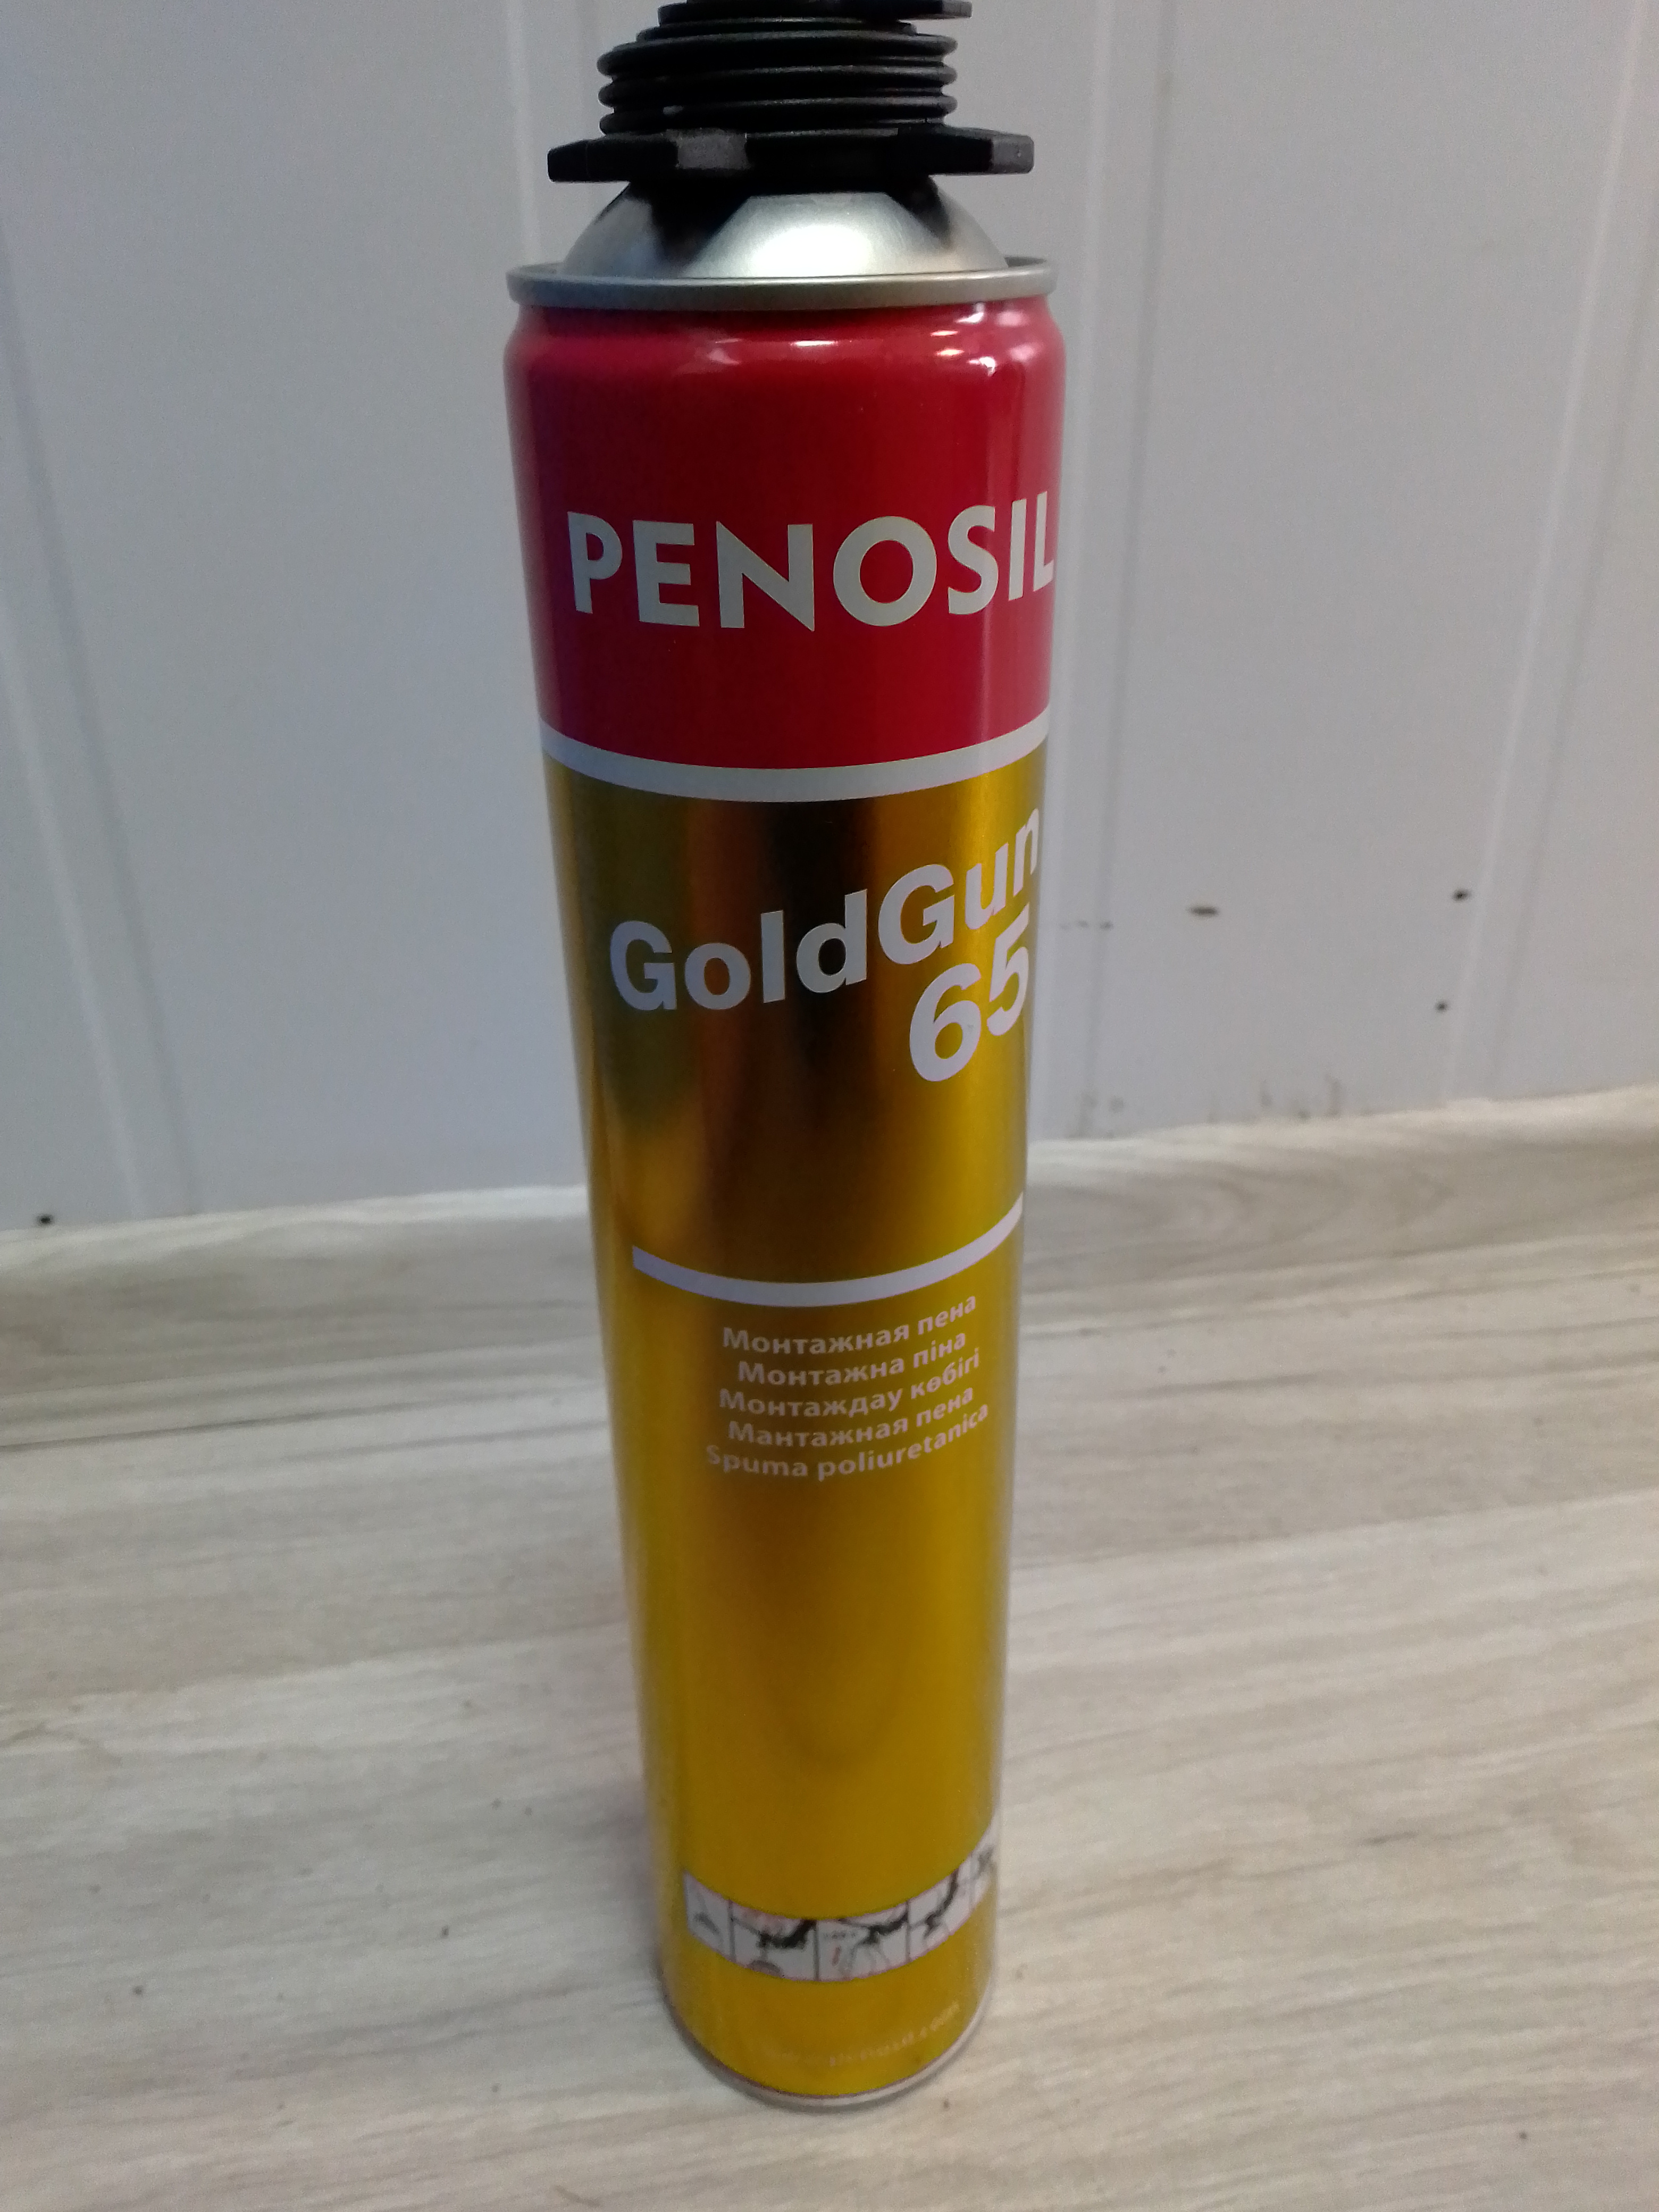 PENOSIL
GoldGun
65
Монтажная пена
Монтажна піна
Монтаждау көбігі
Мантажная пена
Spuma poliuretanica